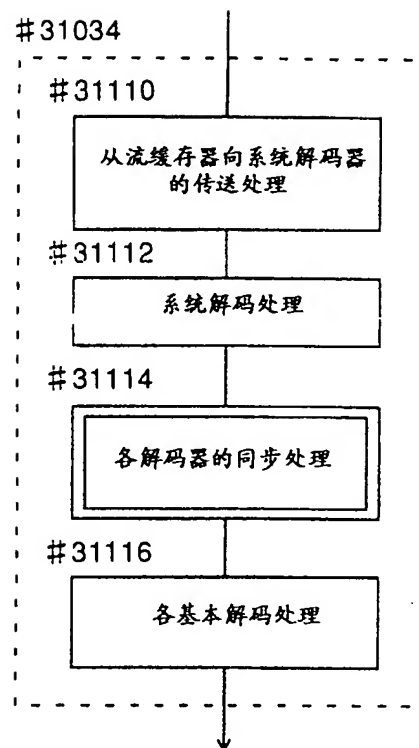 #31034
#31110
从流缓存器向系统解码器
的传送处理
#31112
系统解码处理
#31114
各解码器的同步处理
#31116
各基本解码处理